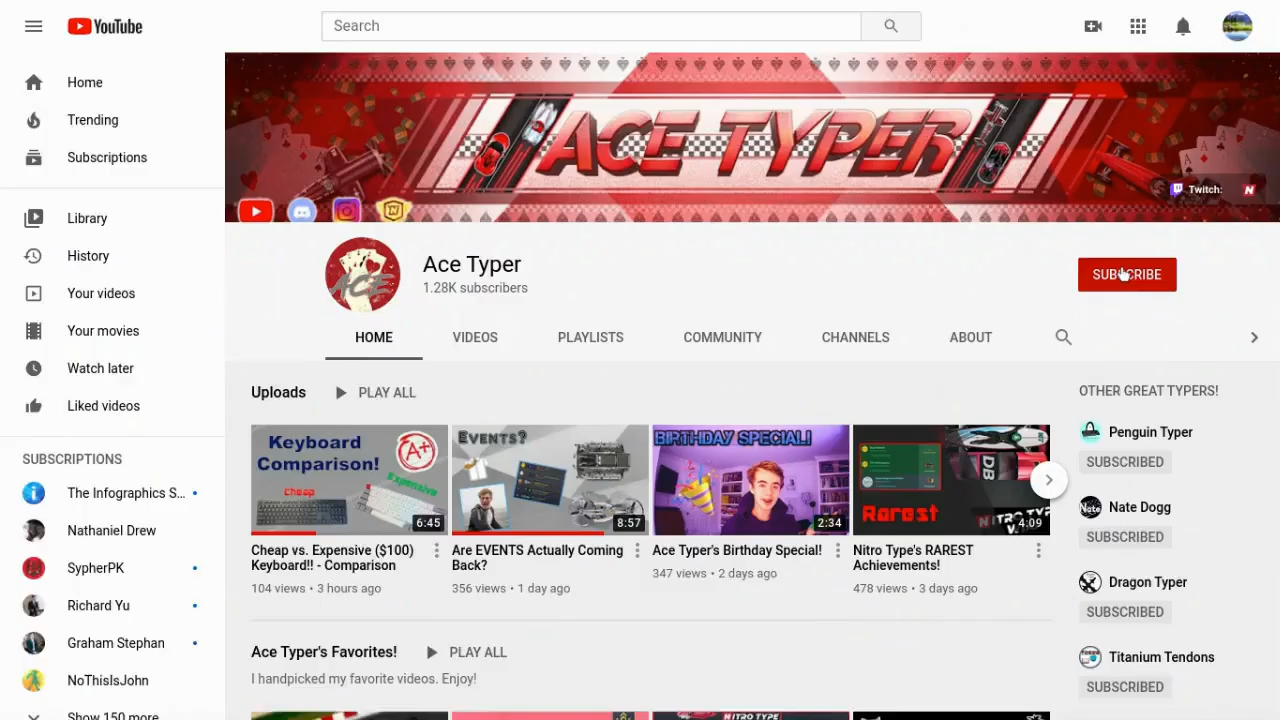 YouTube
Search
Home
Trending
Subscriptions
Library
History
Your videos
Your movies
Watch later
Liked videos
SUBSCRIPTIONS
The Infographics S...
Nathaniel Drew
SypherPK
Richard Yu
Graham Stephan
NoThisIsJohn
Show 150 more
ACE TYPER
Twitch:
N
ACE
Ace Typer
1.28K subscribers
SUBSCRIBE
HOME
VIDEOS
PLAYLISTS
COMMUNITY
CHANNELS
ABOUT
Uploads
PLAY ALL
Keyboard
Comparison!
A+
Cheap
Expensive
6:45
Cheap vs. Expensive ($100)
Keyboard!! - Comparison
104 views • 3 hours ago
EVENTS?
8:57
Are EVENTS Actually Coming
Back?
356 views • 1 day ago
BIRTHDAY SPECIAL!
2:34
Ace Typer's Birthday Special!
347 views • 2 days ago
Rarest
4:09
Nitro Type's RAREST
Achievements!
478 views • 3 days ago
Ace Typer's Favorites!
PLAY ALL
I handpicked my favorite videos. Enjoy!
OTHER GREAT TYPERS!
Penguin Typer
SUBSCRIBED
Nate Dogg
SUBSCRIBED
Dragon Typer
SUBSCRIBED
Titanium Tendons
SUBSCRIBED